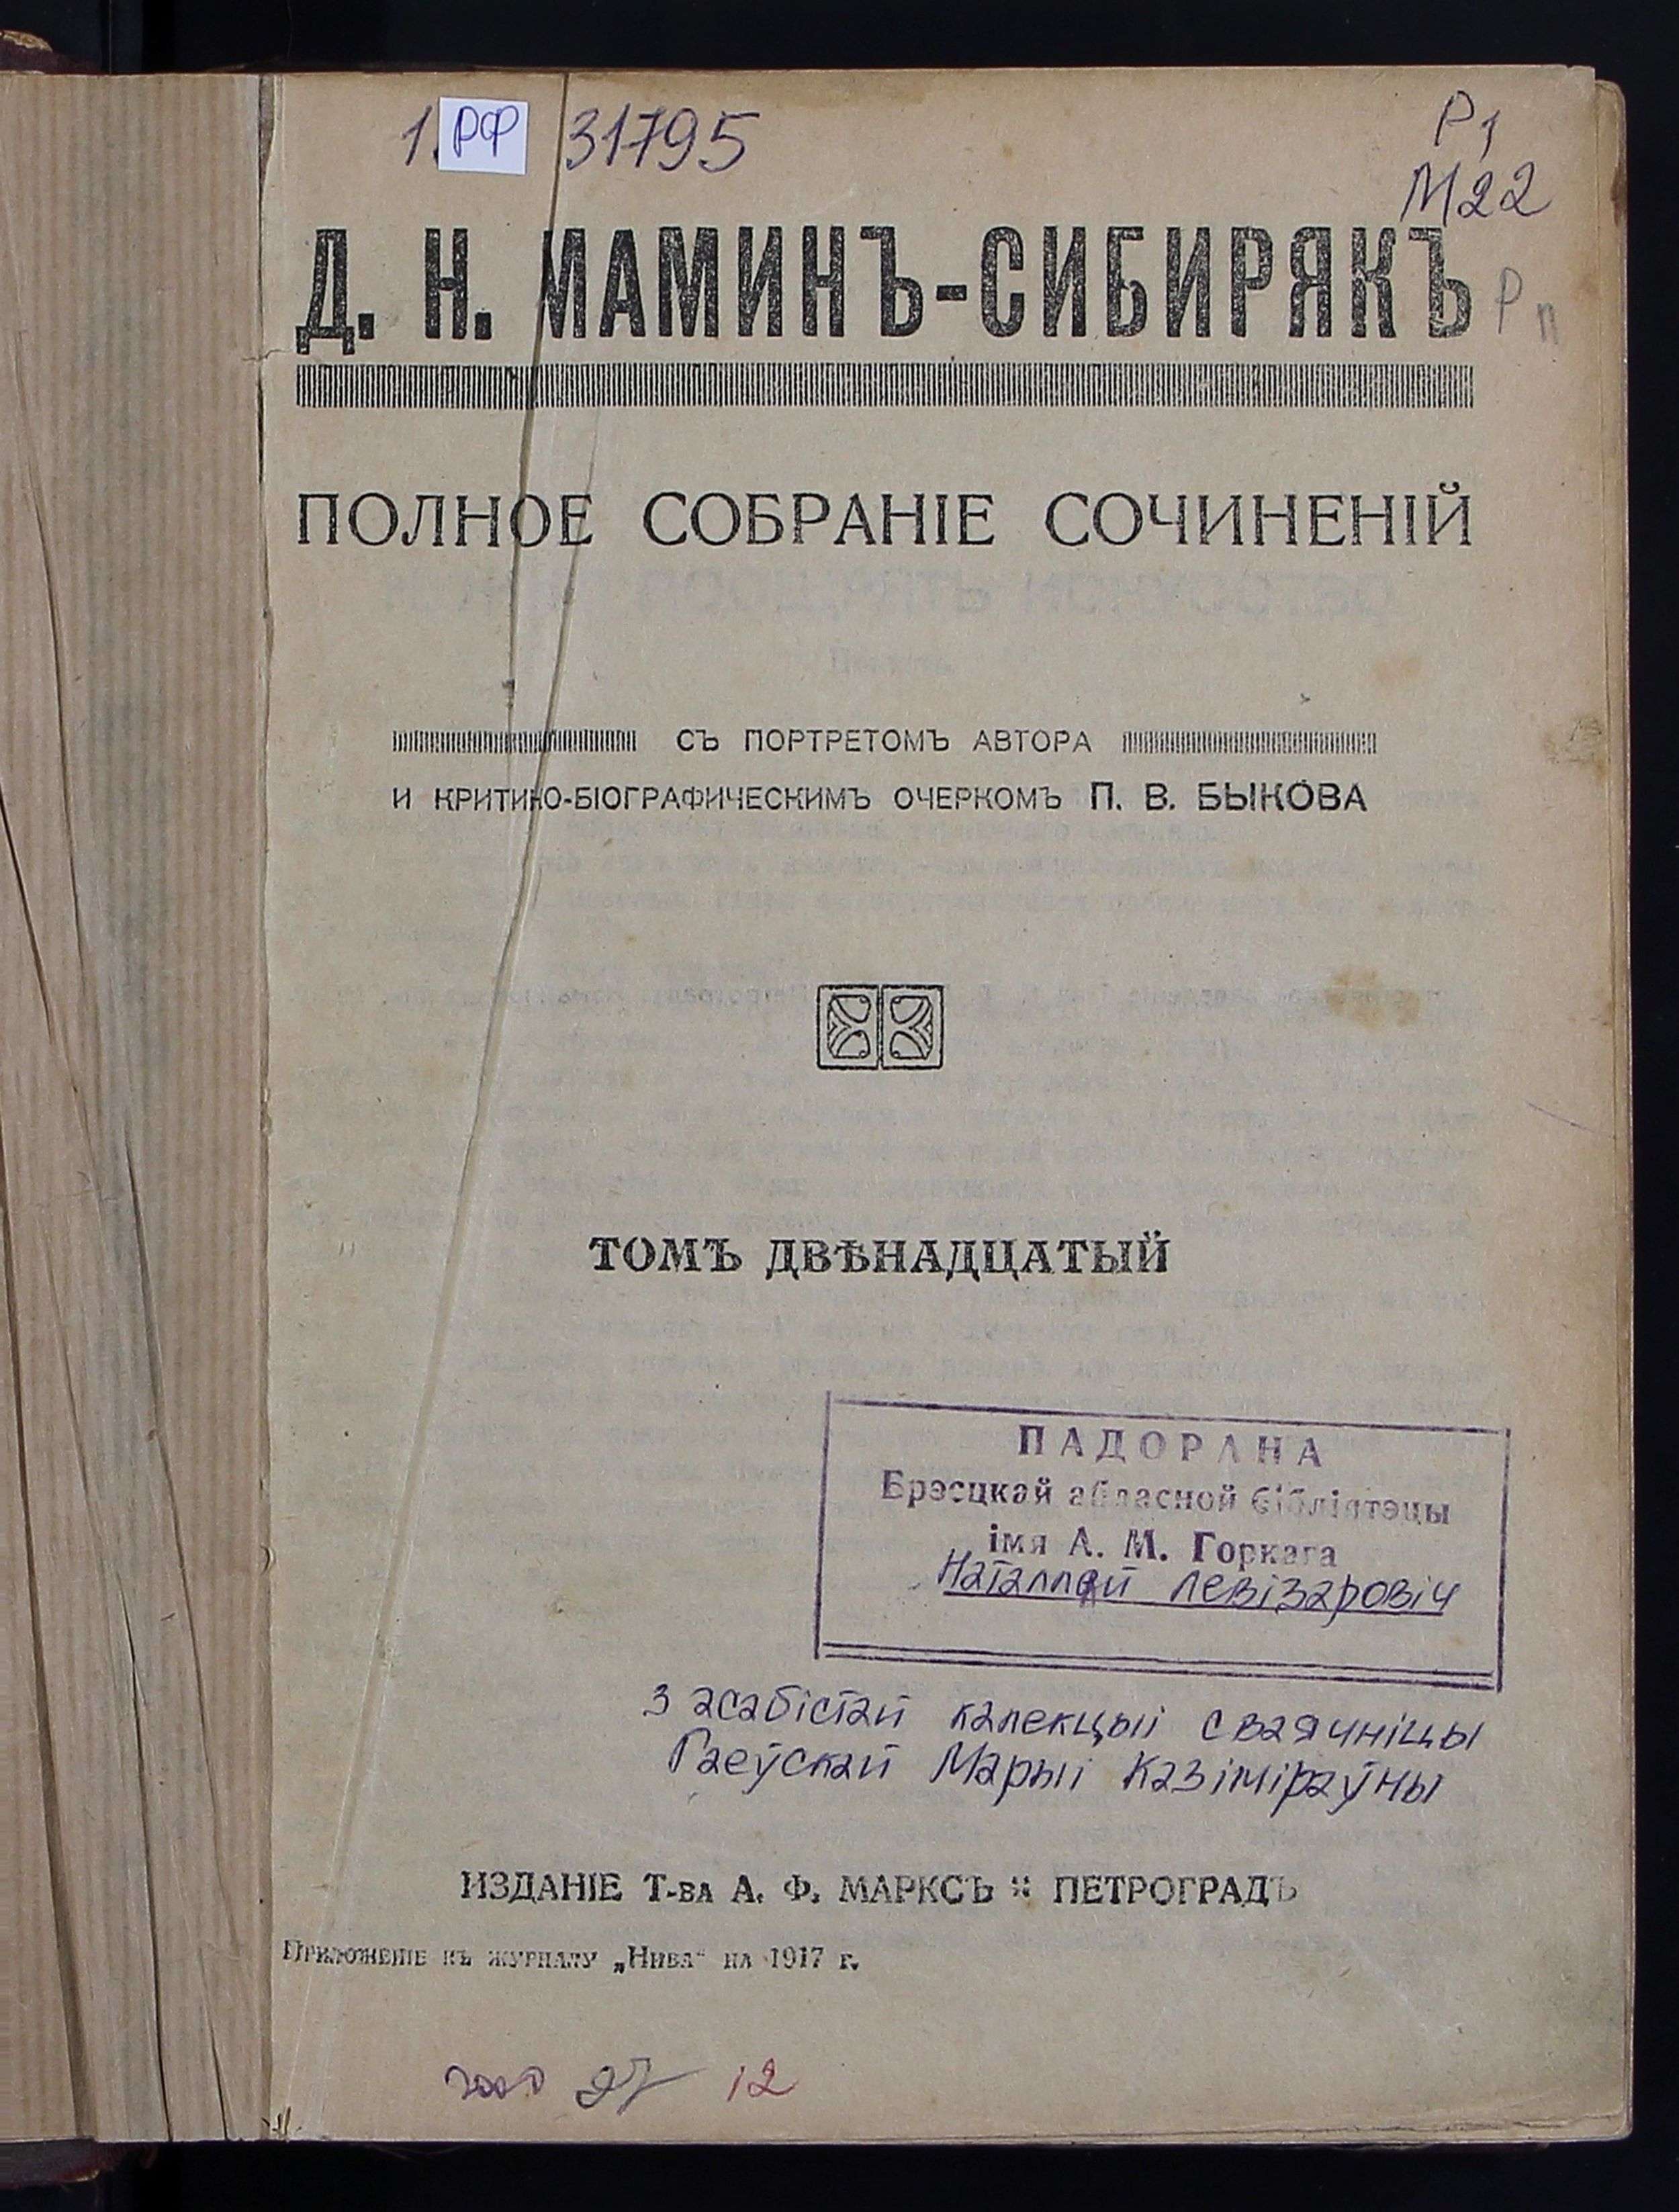 1. РФ 31795
Р1
М22
Д. Н. МАМИНЪ-СИБИРЯКЪ
Рп
ПОЛНОЕ СОБРАНІЕ СОЧИНЕНІЙ
СЪ ПОРТРЕТОМЪ АВТОРА
И КРИТИКО-БІОГРАФИЧЕСКИМЪ ОЧЕРКОМЪ П. В. БЫКОВА
ТОМЪ ДВѢНАДЦАТЫЙ
ПАДОРАНА
Брэсцкай абласной бібліятэцы
імя А. М. Горкага
Наталляй Левізаровіч
З асабістай калекцыі сваячніцы
Гаеўскай Марыі Казіміраўны
ИЗДАНІЕ Т-ВА А. Ф. МАРКСЪ ПЕТРОГРАДЪ
ПРИЛОЖЕНІЕ КЪ ЖУРНАЛУ „НИВА“ НА 1917 Г.
27 12